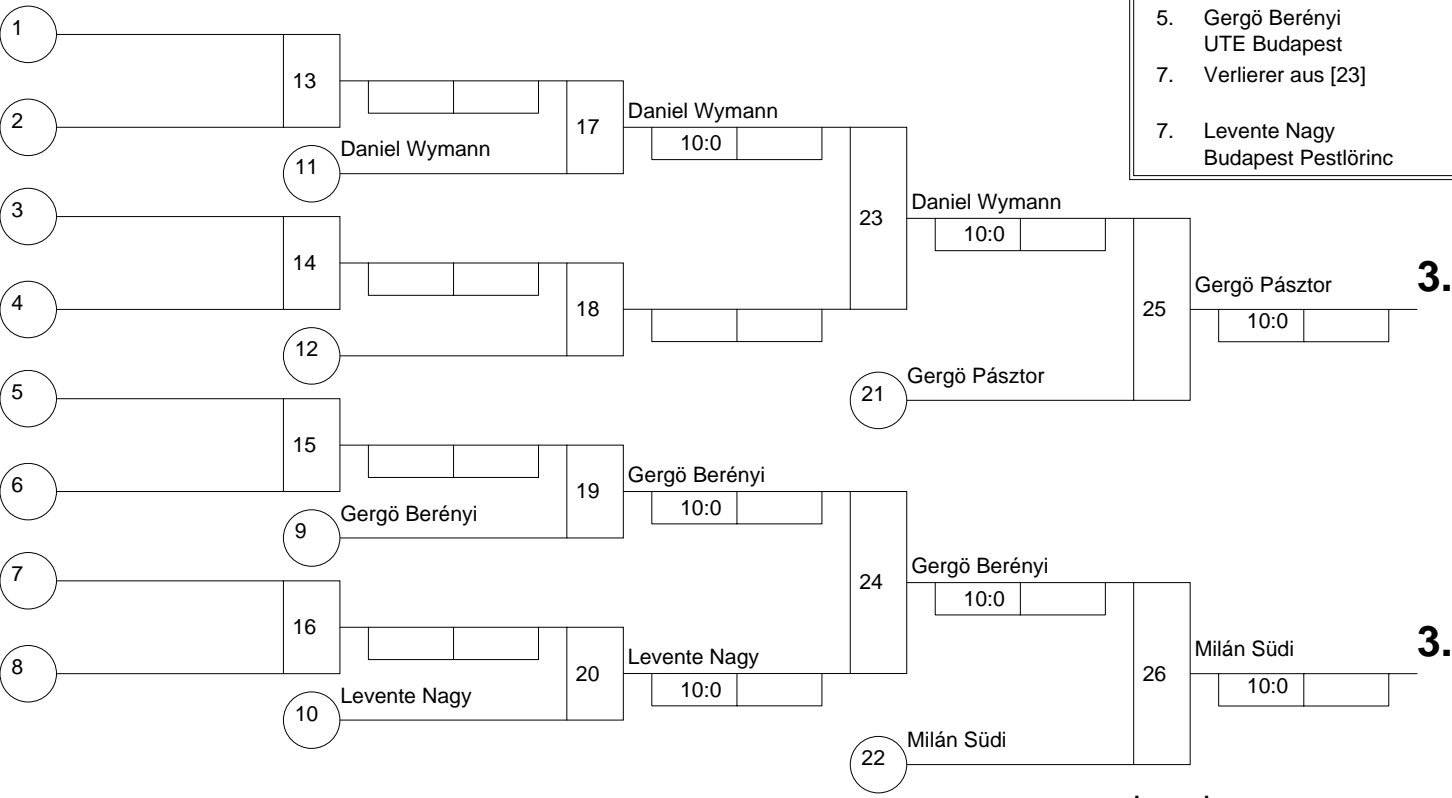 1
5. Gergö Berényi
UTE Budapest
13
7. Verlierer aus [23]
2
17
Daniel Wymann
10:0
7. Levente Nagy
Budapest Pestlörinc
11
Daniel Wymann
3
23
Daniel Wymann
10:0
14
4
18
25
Gergö Pásztor
3.
10:0
12
5
21
Gergö Pásztor
15
6
19
Gergö Berényi
10:0
9
Gergö Berényi
7
24
Gergö Berényi
10:0
16
8
20
Levente Nagy
10:0
26
Milán Südi
3.
10:0
10
Levente Nagy
22
Milán Südi